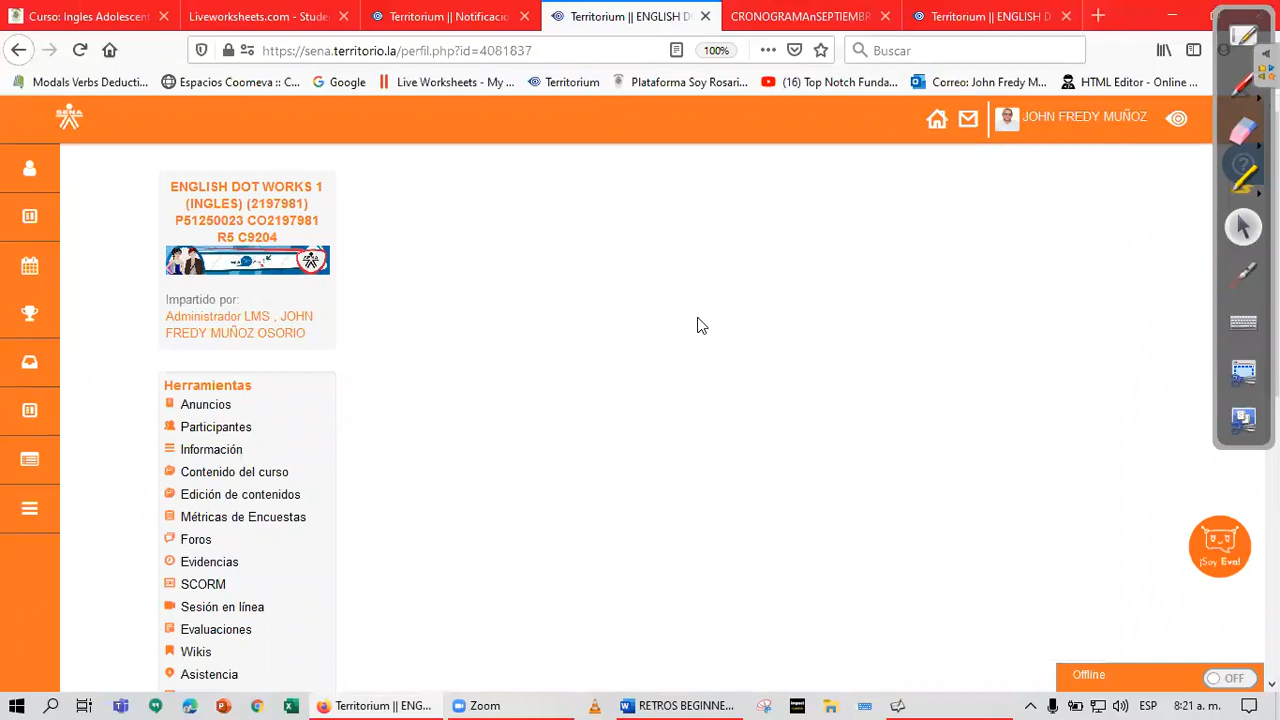 Curso: Ingles Adolescent
Liveworksheets.com - Stude
Territorium || Notificacio
Territorium || ENGLISH D
CRONOGRAMAnSEPTIEMBR
Territorium || ENGLISH D
https://sena.territorio.la/perfil.php?id=4081837
100%
Buscar
Modals Verbs Deducti...
Espacios Coomeva :: C...
Google
Live Worksheets - My ...
Territorium
Plataforma Soy Rosari...
(16) Top Notch Funda...
Correo: John Fredy M...
HTML Editor - Online ...
SENA
JOHN FREDY MUÑOZ
ENGLISH DOT WORKS 1
(INGLES) (2197981)
P51250023 CO2197981
R5 C9204
Impartido por:
Administrador LMS , JOHN
FREDY MUÑOZ OSORIO
Herramientas
Anuncios
Participantes
Información
Contenido del curso
Edición de contenidos
Métricas de Encuestas
Foros
Evidencias
SCORM
Sesión en línea
Evaluaciones
Wikis
Asistencia
¡Soy Eva!
Offline
OFF
Territorium || ENG...
Zoom
RETROS BEGINNE...
ESP
8:21 a. m.